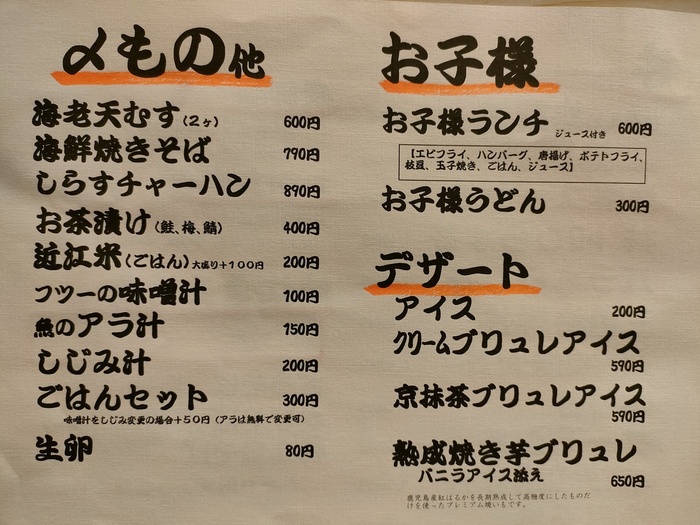 〆もの他
海老天むす(2ヶ) 600円
海鮮焼きそば 790円
しらすチャーハン 890円
お茶漬け(鮭、梅、鯖) 400円
近江米(ごはん)大盛り+100円 200円
フツーの味噌汁 100円
魚のアラ汁 150円
しじみ汁 200円
ごはんセット 300円
味噌汁をしじみ変更の場合+50円(アラは無料で変更可)
生卵 80円
お子様
お子様ランチ ジュース付き 600円
【エビフライ、ハンバーグ、唐揚げ、ポテトフライ、
枝豆、玉子焼き、ごはん、ジュース】
お子様うどん 300円
デザート
アイス 200円
クリームブリュレアイス
590円
京抹茶ブリュレアイス
590円
熟成焼き芋ブリュレ
バニラアイス添え 650円
鹿児島産紅はるかを長期熟成して高糖度にしたものだ
けを使ったプレミアム焼いもです。